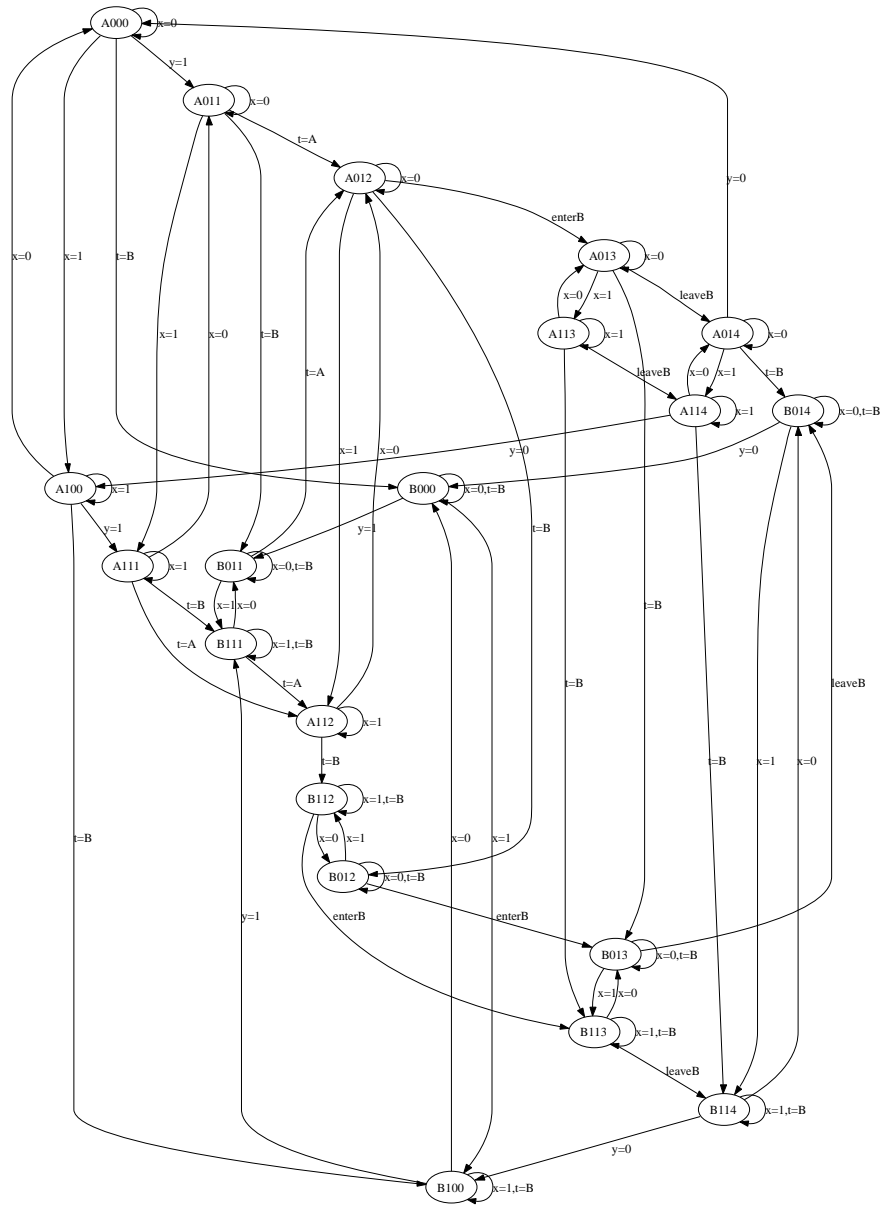 A000 x=0
y=1
A011 x=0
t=A
A012 x=0
y=0
enterB
x=0 x=1 t=B A013 x=0
leaveB
x=0 x=1
x=1 x=0 t=B A113 x=1 A014 x=0
t=A leaveB x=0 x=1 t=B
A114 x=1 B014 x=0,t=B
x=1 x=0 y=0 y=0
A100 x=1 B000 x=0,t=B
y=1 y=1 t=B
A111 x=1 B011 x=0,t=B
t=B x=1 x=0 t=B
t=A B111 x=1,t=B
t=A t=B leaveB
A112 x=1
t=B t=B x=1 x=0
B112 x=1,t=B
t=B x=0 x=1 x=0 x=1
B012 x=0,t=B
y=1 enterB enterB
B013 x=0,t=B
x=1 x=0
B113 x=1,t=B
leaveB
B114 x=1,t=B
y=0
B100 x=1,t=B